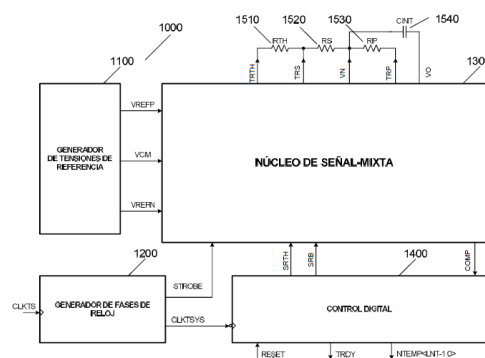 1510
1520
1530
CINT
1540
1000
RTH
RS
RP
1100
TRTH
TRS
VN
TRP
VO
130
VREFP
GENERADOR
DE TENSIONES DE
REFERENCIA
VCM
NÚCLEO DE SEÑAL-MIXTA
VREFN
1200
SRTH
SRB
1400
COMP
STROBE
CLKTS
GENERADOR DE FASES DE
RELOJ
CLKTSYS
CONTROL DIGITAL
RESET
TRDY
NTEMP<LNT-1:0>